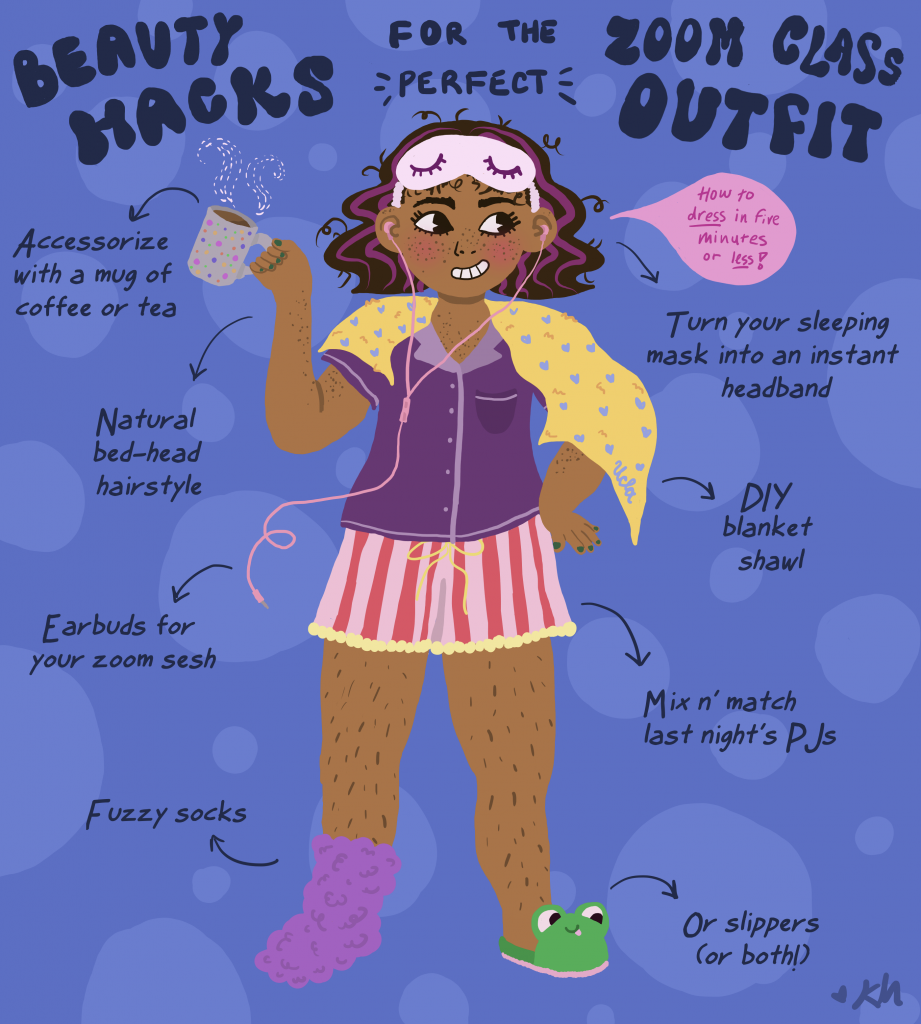 BEAUTY
HACKS
FOR THE
PERFECT
ZOOM CLASS
OUTFIT
How to
dress in five
minutes
or less!
Accessorize
with a mug of
coffee or tea
Turn your sleeping
mask into an instant
headband
Natural
bed-head
hairstyle
ucla
DIY
blanket
shawl
Earbuds for
your zoom sesh
Mix n' match
last night's PJs
Fuzzy socks
Or slippers
(or both!)
kh